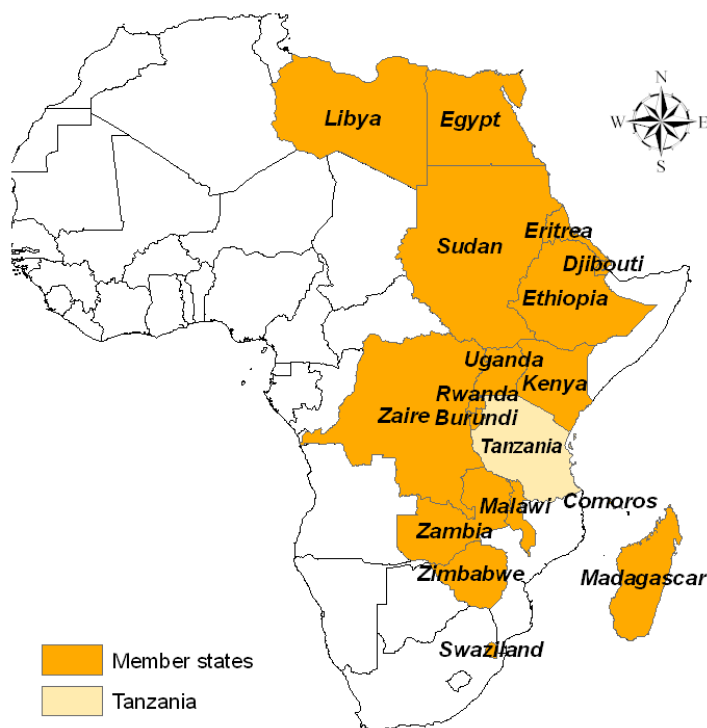 N
W E
S
Libya
Egypt
Eritrea
Sudan
Djibouti
Ethiopia
Uganda
Kenya
Rwanda
Zaire
Burundi
Tanzania
Malawi
Comoros
Zambia
Zimbabwe
Madagascar
Swaziland
Member states
Tanzania